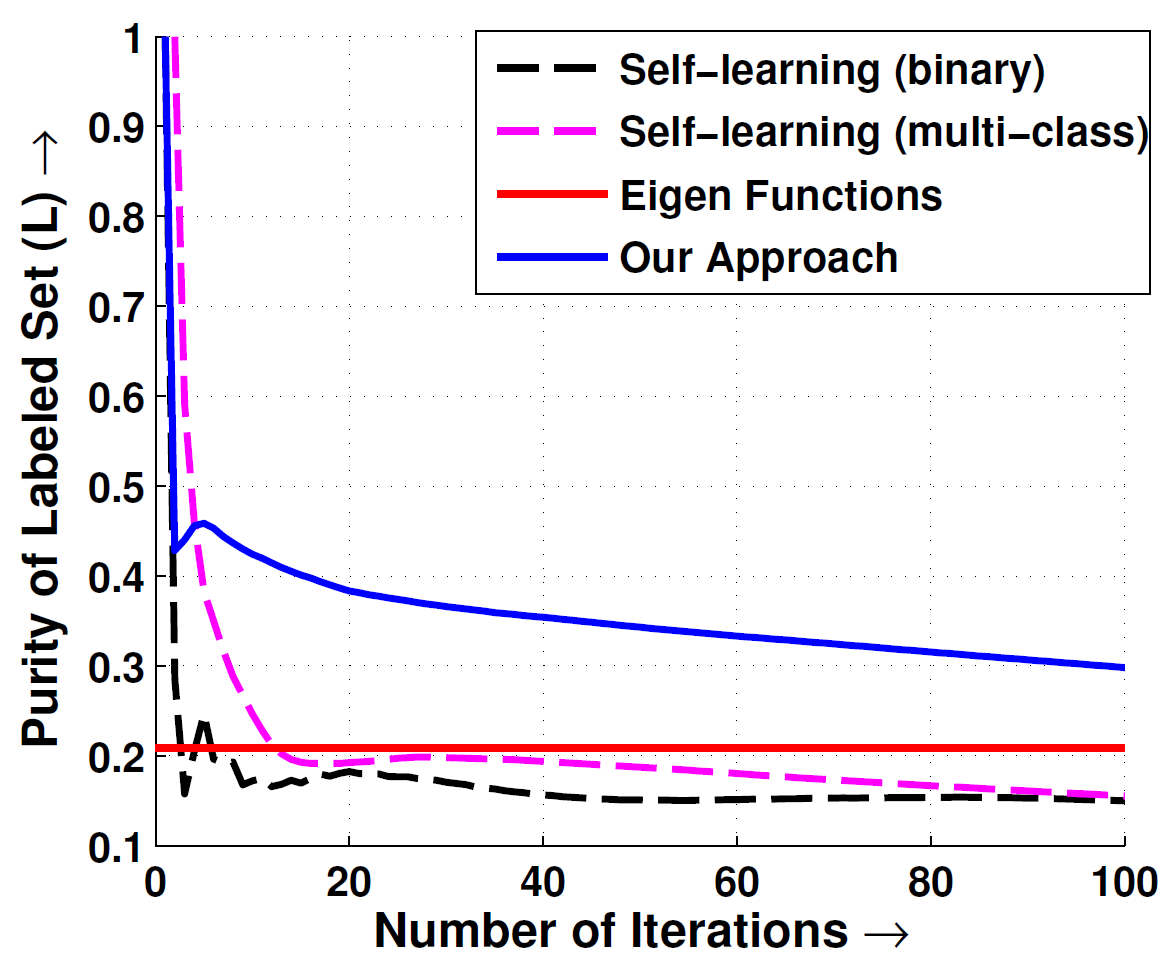 Self−learning (binary)
Self−learning (multi−class)
Eigen Functions
Our Approach
Purity of Labeled Set (L) →
1
0.9
0.8
0.7
0.6
0.5
0.4
0.3
0.2
0.1
0 20 40 60 80 100
Number of Iterations →